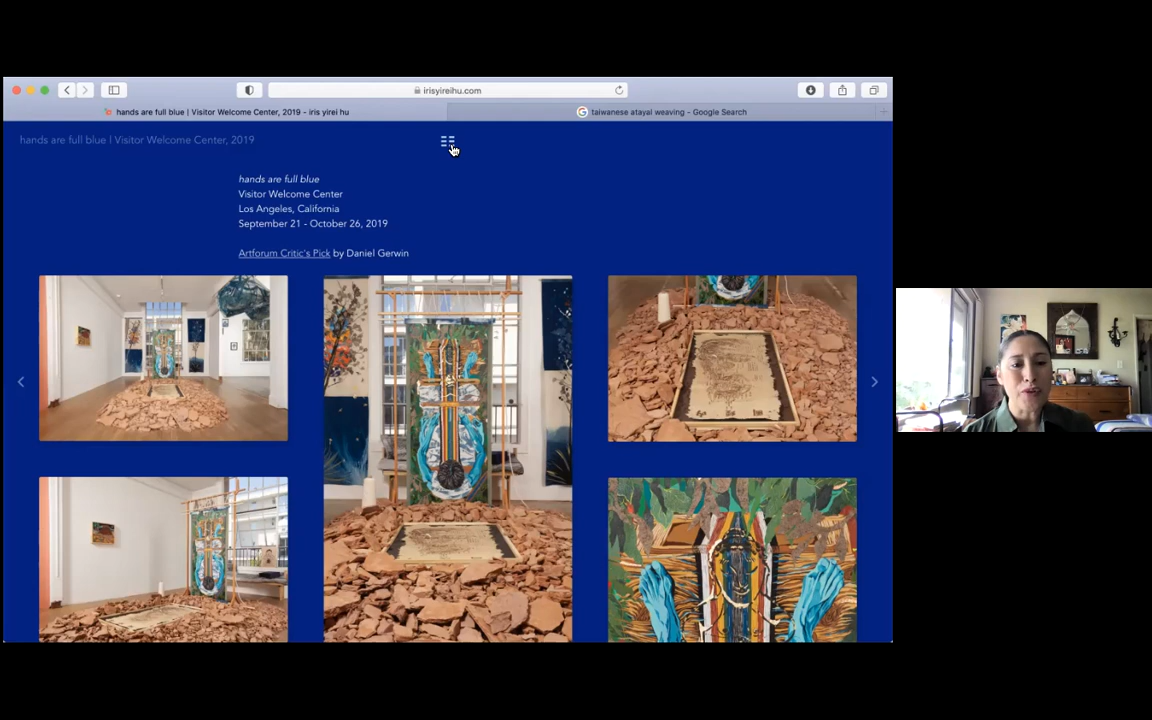 irisyireihu.com
hands are full blue | Visitor Welcome Center, 2019 - iris yirei hu
taiwanese atayal weaving - Google Search
hands are full blue | Visitor Welcome Center, 2019
hands are full blue
Visitor Welcome Center
Los Angeles, California
September 21 - October 26, 2019
Artforum Critic's Pick by Daniel Gerwin